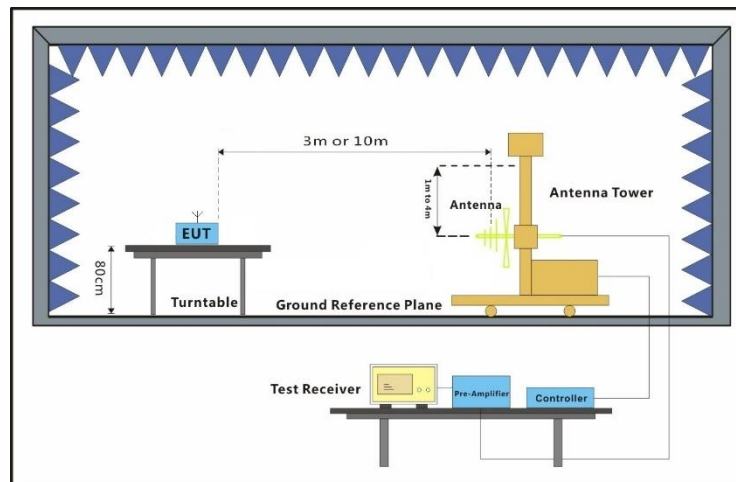 3m or 10m
1m to 4m
Antenna
Antenna Tower
EUT
80cm
Turntable
Ground Reference Plane
Test Receiver
Pre-Amplifier
Controller